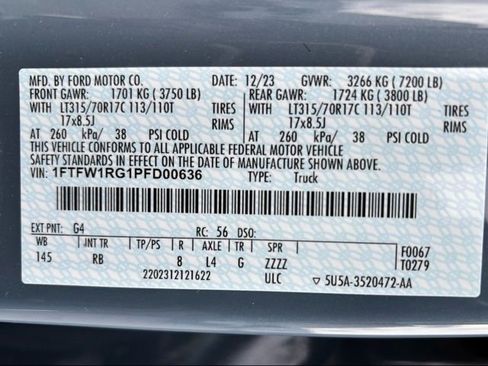 MFD. BY FORD MOTOR CO. 12/23 GVWR: 3266 KG ( 7200 LB)
FRONT GAWR: 1701 KG ( 3750 LB) REAR GAWR: 1724 KG ( 3800 LB)
WITH LT315/70R17C 113/110T TIRES WITH LT315/70R17C 113/110T TIRES
17x8.5J RIMS 17x8.5J RIMS
AT 260 kPa/ 38 PSI COLD AT 260 kPa/ 38 PSI COLD
THIS VEHICLE CONFORMS TO ALL APPLICABLE FEDERAL MOTOR VEHICLE
SAFETY STANDARDS IN EFFECT ON THE DATE OF MANUFACTURE SHOWN ABOVE.
VIN: 1FTFW1RG1PFD00636 TYPE: Truck
EXT PNT: G4 RC: 56 DSO:
WB INT TR TP/PS R AXLE TR SPR F0067
145 RB 8 L4 G ZZZZ T0279
2202312121622 ULC 5U5A-3520472-AA